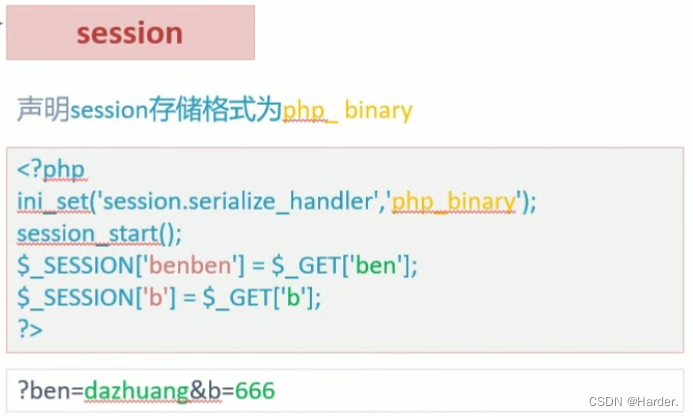 session
声明session存储格式为php_ binary
<?php
ini_set('session.serialize_handler','php_binary');
session_start();
$_SESSION['benben'] = $_GET['ben'];
$_SESSION['b'] = $_GET['b'];
?>
?ben=dazhuang&b=666
CSDN @Harder.